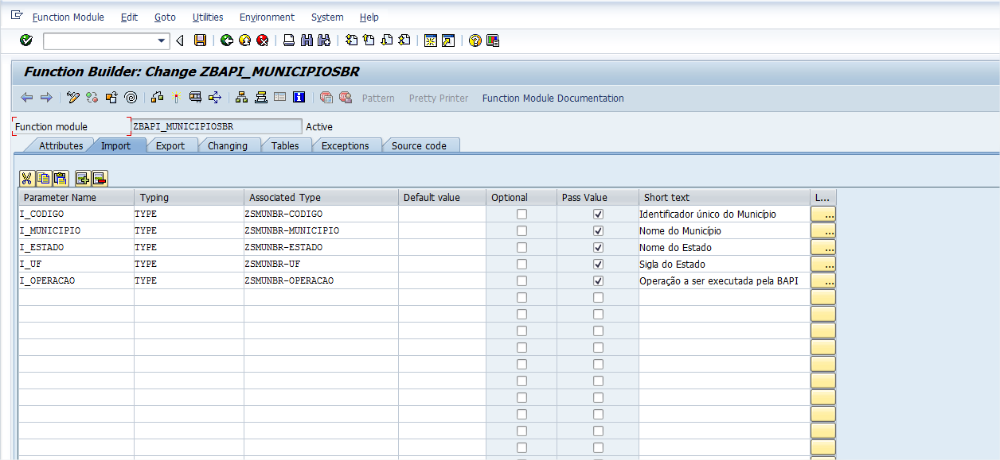 Function Module Edit Goto Utilities Environment System Help
Function Builder: Change ZBAPI_MUNICIPIOSBR
Pattern Pretty Printer Function Module Documentation
Function module ZBAPI_MUNICIPIOSBR Active
Attributes Import Export Changing Tables Exceptions Source code
Parameter Name Typing Associated Type Default value Optional Pass Value Short text L...
I_CODIGO TYPE ZSMUNBR-CODIGO Identificador único do Município ...
I_MUNICIPIO TYPE ZSMUNBR-MUNICIPIO Nome do Município ...
I_ESTADO TYPE ZSMUNBR-ESTADO Nome do Estado ...
I_UF TYPE ZSMUNBR-UF Sigla do Estado ...
I_OPERACAO TYPE ZSMUNBR-OPERACAO Operação a ser executada pela BAPI ...